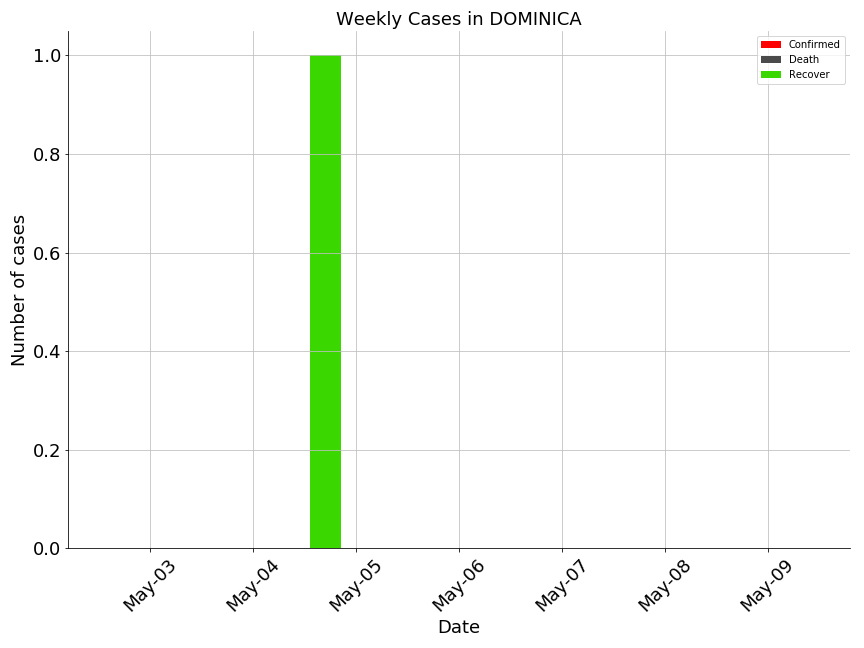 Weekly Cases in DOMINICA
Confirmed
Death
Recover
Number of cases
1.0
0.8
0.6
0.4
0.2
0.0
May-03
May-04
May-05
May-06
May-07
May-08
May-09
Date